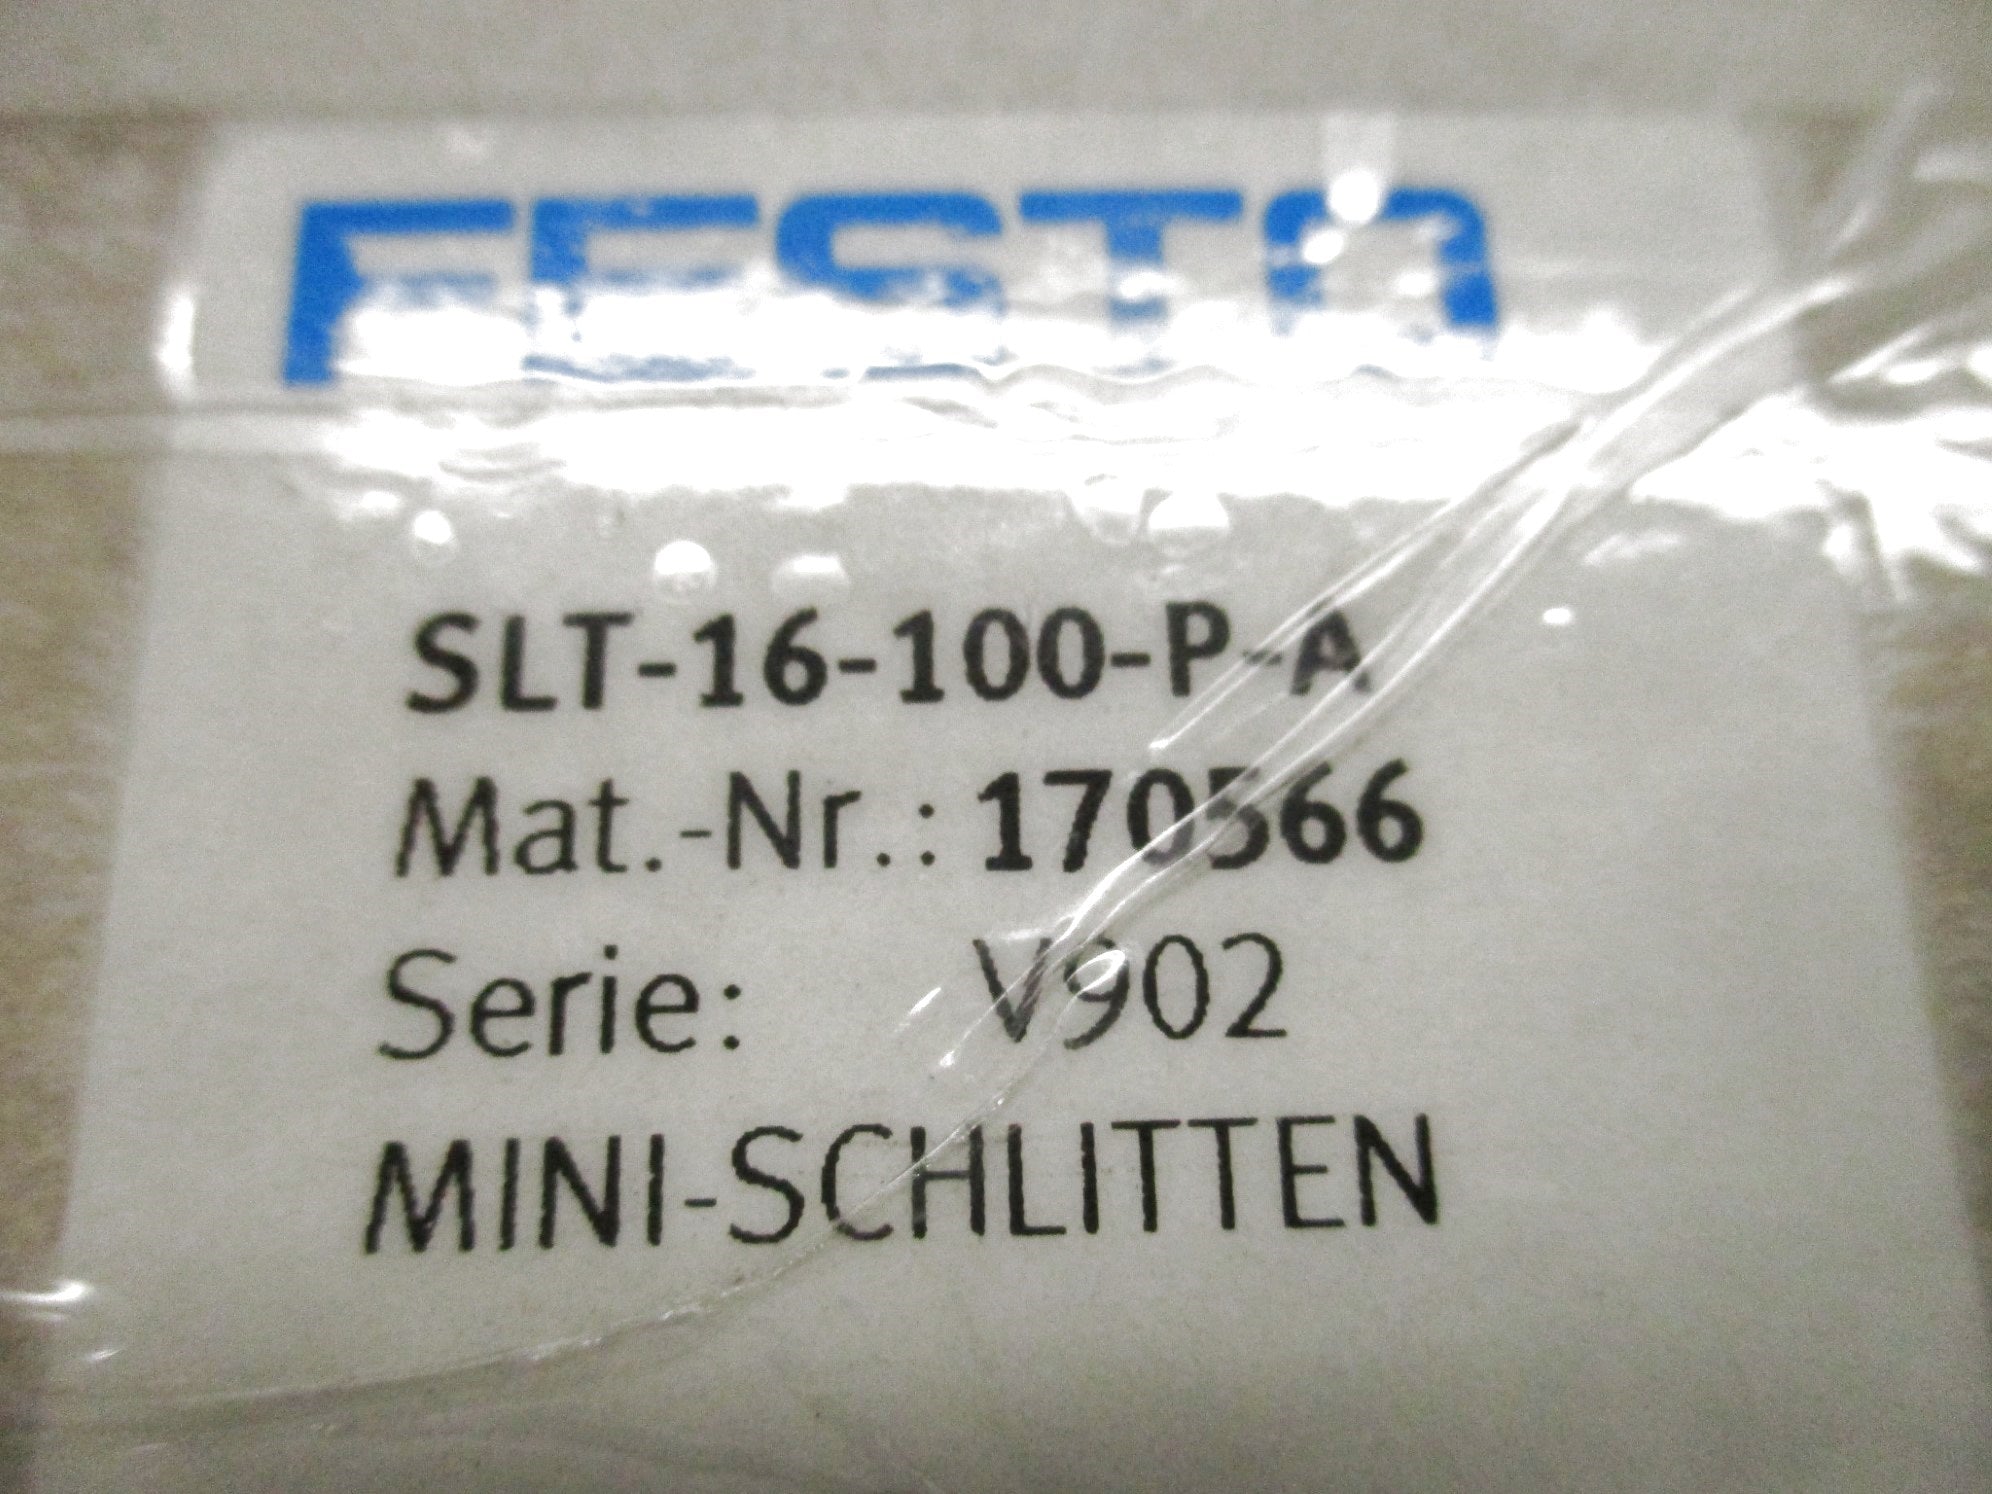 FESTO
SLT-16-100-P-A
Mat.-Nr.: 170566
Serie: V902
MINI-SCHLITTEN